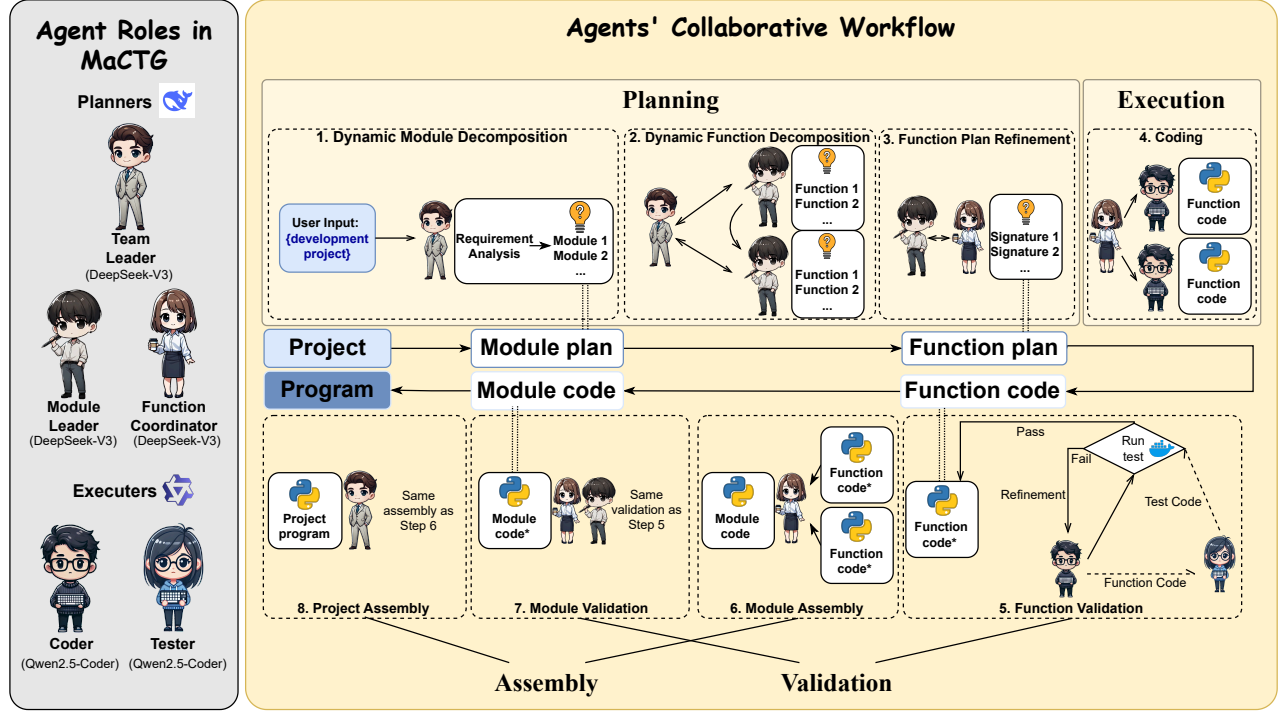 Agent Roles in
MaCTG
Planners
Team
Leader
(DeepSeek-V3)
Module
Leader
(DeepSeek-V3)
Function
Coordinator
(DeepSeek-V3)
Executers
Coder
(Qwen2.5-Coder)
Tester
(Qwen2.5-Coder)
Agents' Collaborative Workflow
Planning
Execution
1. Dynamic Module Decomposition
User Input:
{development
project}
Requirement
Analysis
Module 1
Module 2
...
2. Dynamic Function Decomposition
Function 1
Function 2
...
Function 1
Function 2
...
3. Function Plan Refinement
Signature 1
Signature 2
...
4. Coding
Function
code
Function
code
Project
Module plan
Function plan
Program
Module code
Function code
Project
program
Same
assembly as
Step 6
8. Project Assembly
Module
code*
Same
validation as
Step 5
7. Module Validation
Module
code
Function
code*
Function
code*
6. Module Assembly
Pass
Run
test
Fail
Refinement
Test Code
Function
code*
Function Code
5. Function Validation
Assembly
Validation